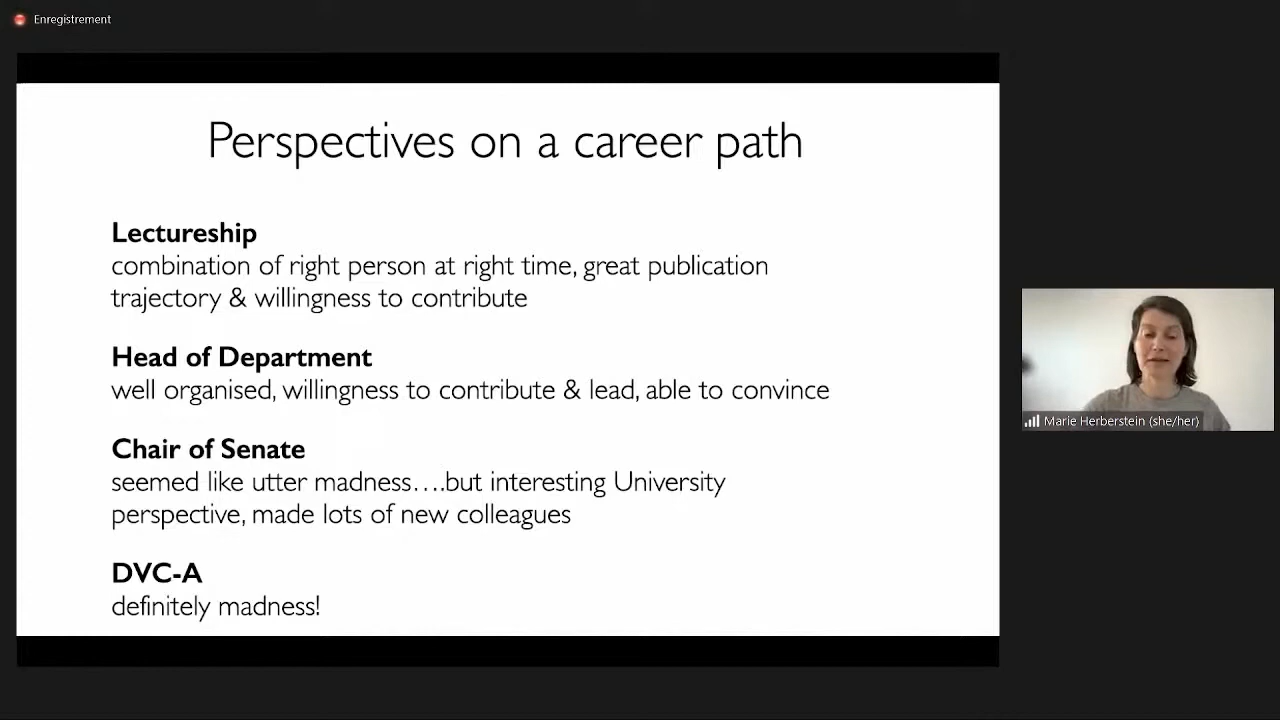 Enregistrement
Perspectives on a career path
Lectureship
combination of right person at right time, great publication
trajectory & willingness to contribute
Head of Department
well organised, willingness to contribute & lead, able to convince
Chair of Senate
seemed like utter madness....but interesting University
perspective, made lots of new colleagues
DVC-A
definitely madness!
Marie Herberstein (she/her)